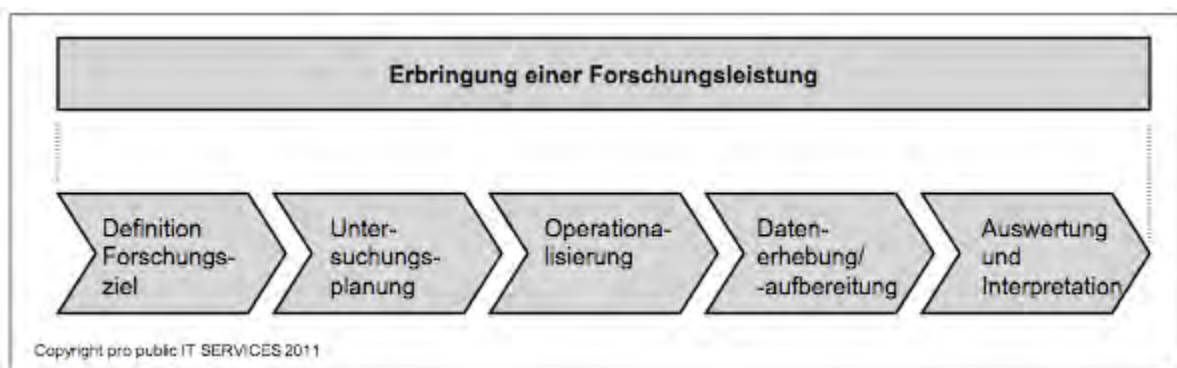 Erbringung einer Forschungsleistung
Definition
Forschungs-
ziel
Unter-
suchungs-
planung
Operationa-
lisierung
Daten-
erhebung/
-aufbereitung
Auswertung
und
Interpretation
Copyright pro public IT SERVICES 2011